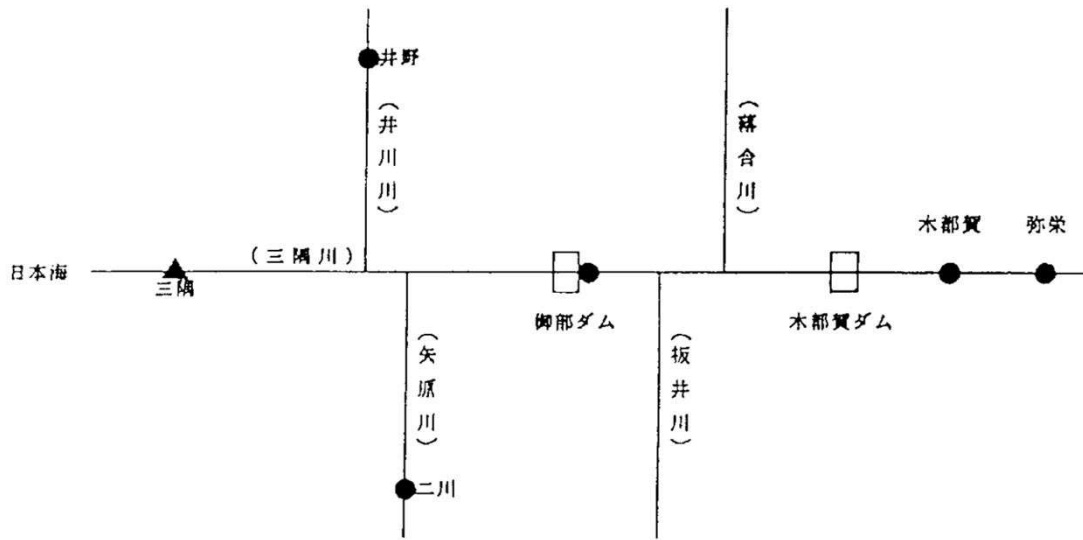 井野
（井川川）
（落合川）
木都賀
弥栄
（三隅川）
日本海
三隅
御部ダム
木都賀ダム
（矢原川）
（板井川）
二川